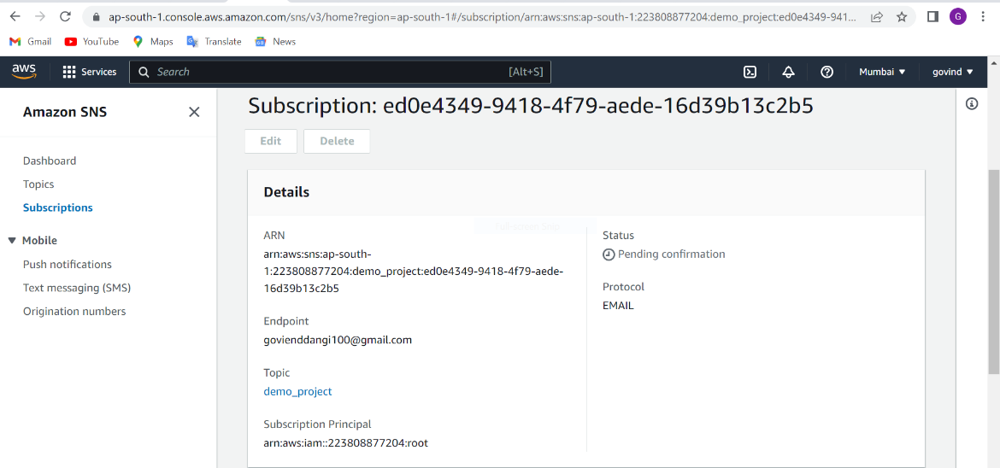 ap-south-1.console.aws.amazon.com/sns/v3/home?region=ap-south-1#/subscription/arn:aws:sns:ap-south-1:223808877204:demo_project:ed0e4349-941...
G
Gmail YouTube Maps Translate News
aws Services Search [Alt+S] Mumbai govind
Amazon SNS
Dashboard
Topics
Subscriptions
Mobile
Push notifications
Text messaging (SMS)
Origination numbers
Subscription: ed0e4349-9418-4f79-aede-16d39b13c2b5
Edit Delete
Details
Full-screen Snip
ARN
arn:aws:sns:ap-south-
1:223808877204:demo_project:ed0e4349-9418-4f79-aede-
16d39b13c2b5
Endpoint
govienddangi100@gmail.com
Topic
demo_project
Subscription Principal
arn:aws:iam::223808877204:root
Status
Pending confirmation
Protocol
EMAIL